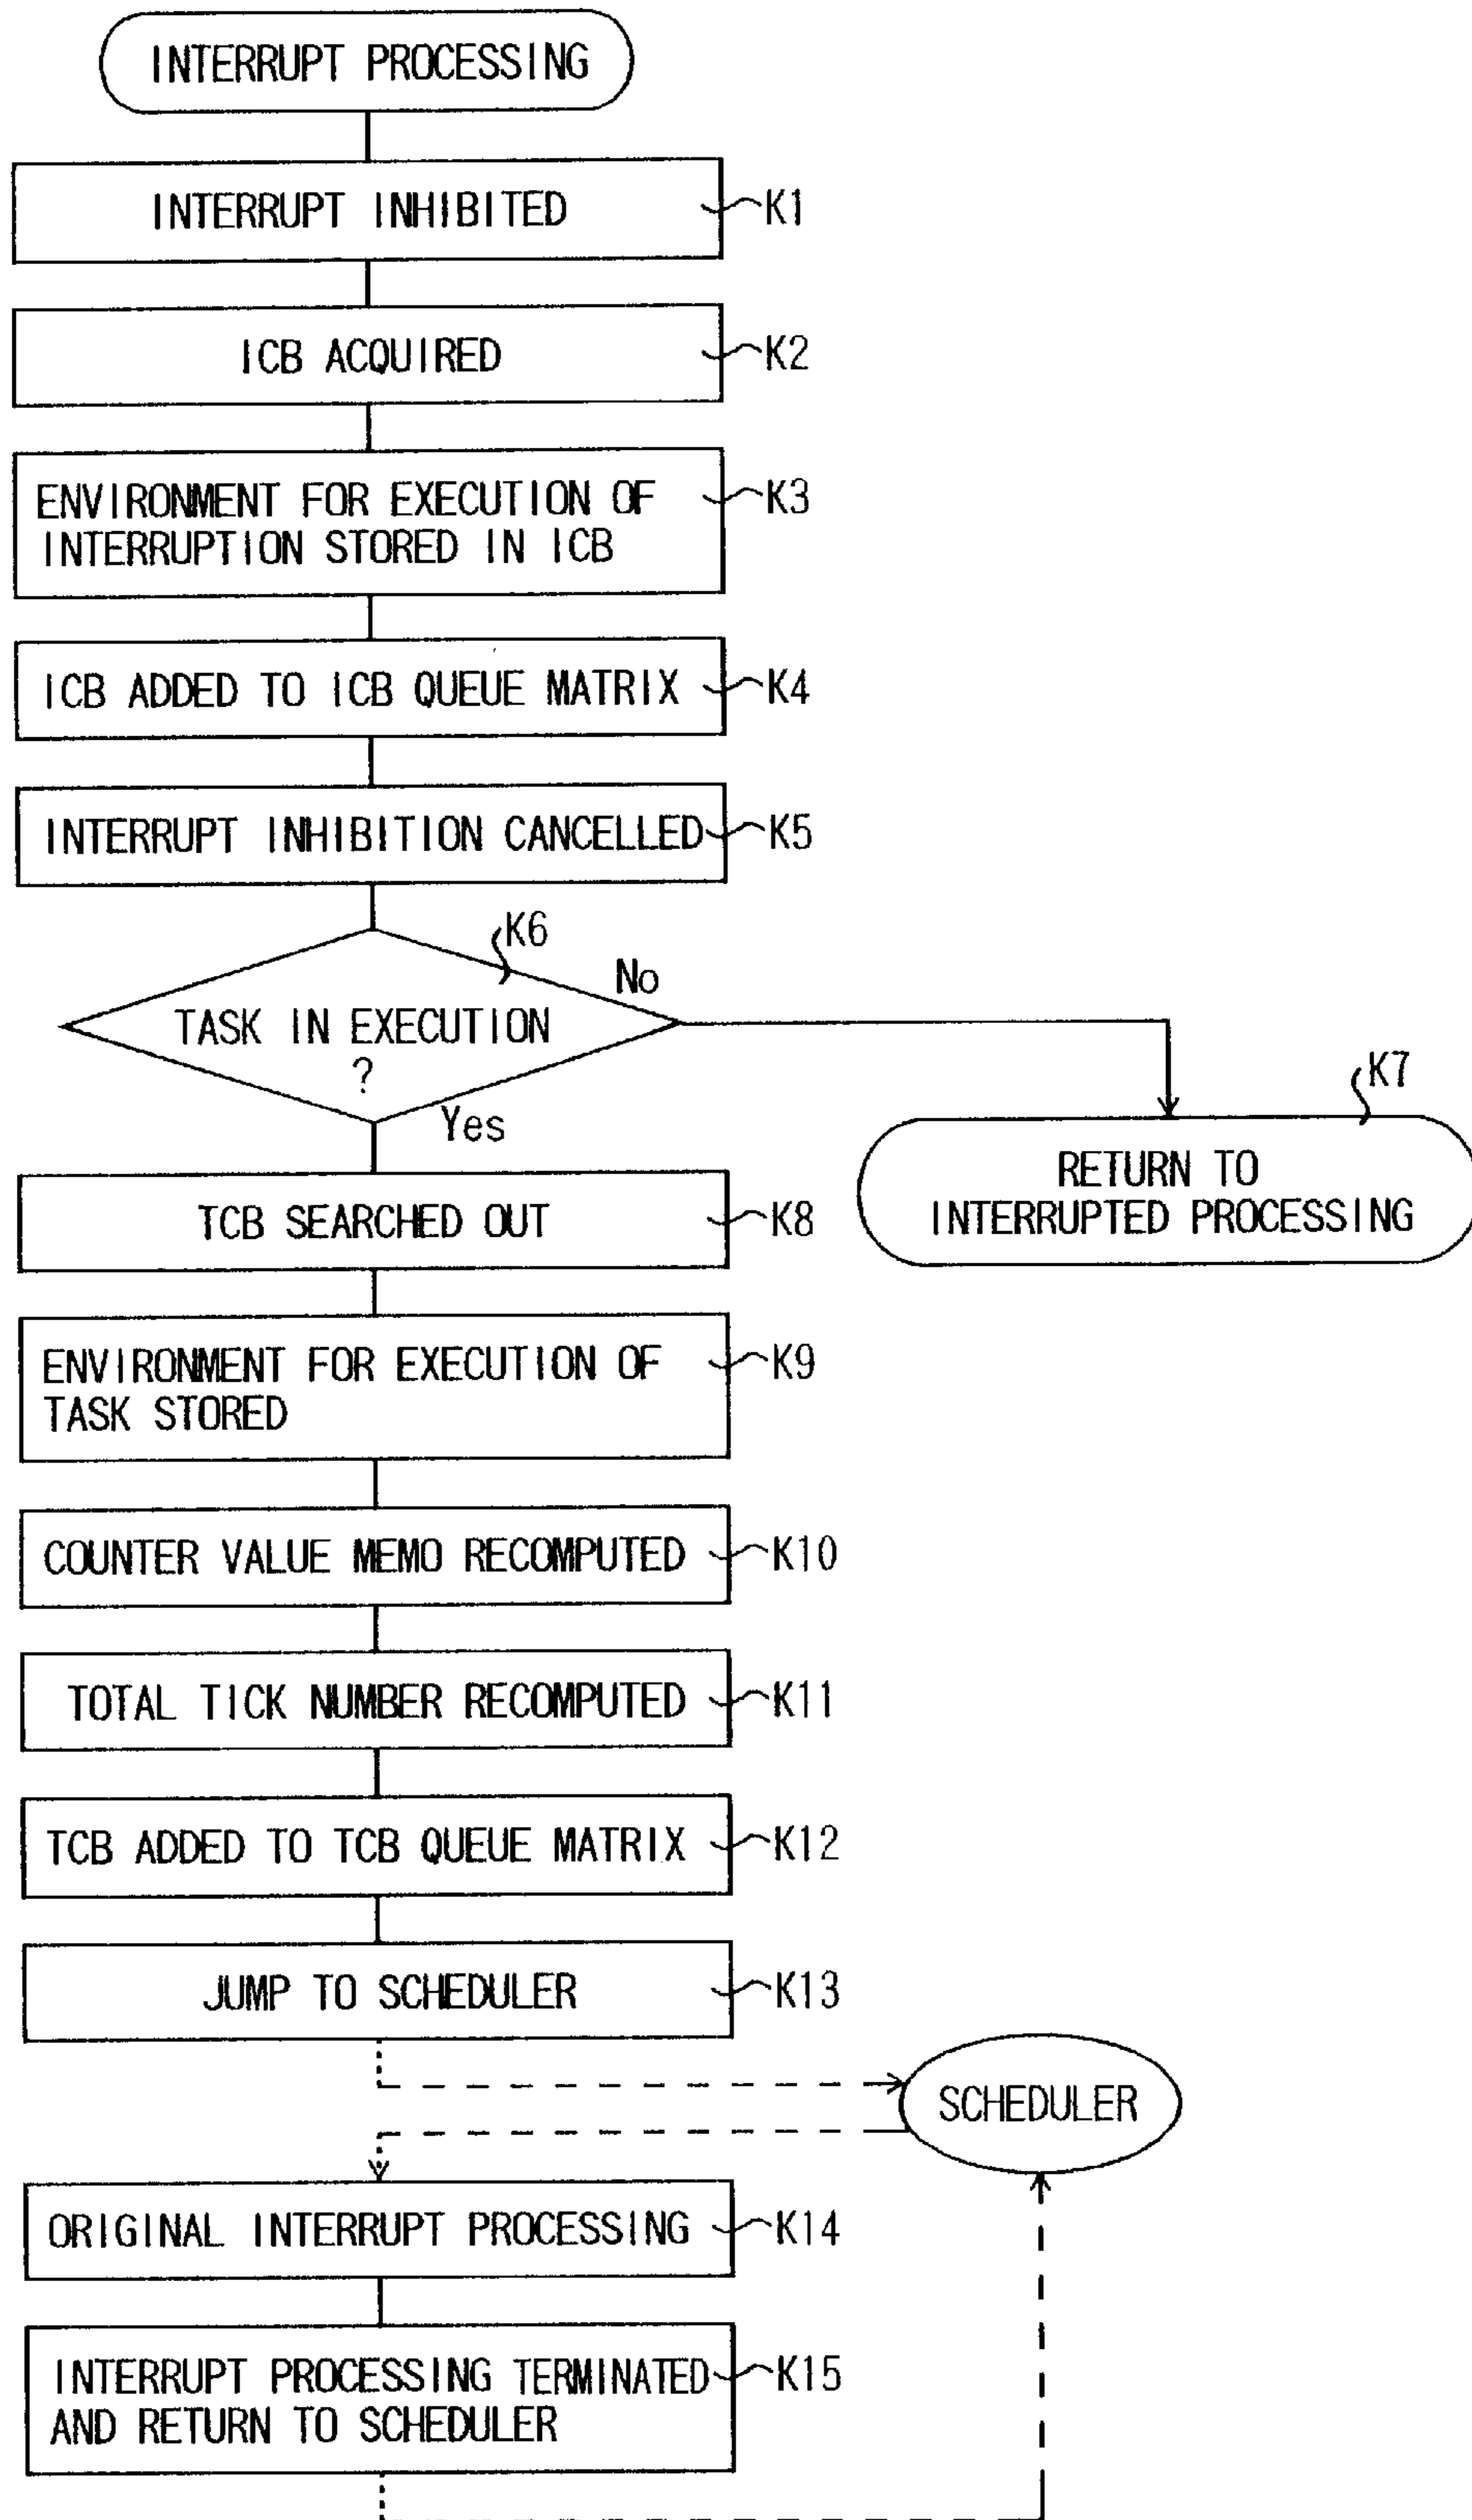 INTERRUPT PROCESSING
INTERRUPT INHIBITED
K1
ICB ACQUIRED
K2
ENVIRONMENT FOR EXECUTION OF
INTERRUPTION STORED IN ICB
K3
ICB ADDED TO ICB QUEUE MATRIX
K4
INTERRUPT INHIBITION CANCELLED
K5
K6
No
TASK IN EXECUTION
?
Yes
K7
RETURN TO
INTERRUPTED PROCESSING
TCB SEARCHED OUT
K8
ENVIRONMENT FOR EXECUTION OF
TASK STORED
K9
COUNTER VALUE MEMO RECOMPUTED
K10
TOTAL TICK NUMBER RECOMPUTED
K11
TCB ADDED TO TCB QUEUE MATRIX
K12
JUMP TO SCHEDULER
K13
SCHEDULER
ORIGINAL INTERRUPT PROCESSING
K14
INTERRUPT PROCESSING TERMINATED
AND RETURN TO SCHEDULER
K15